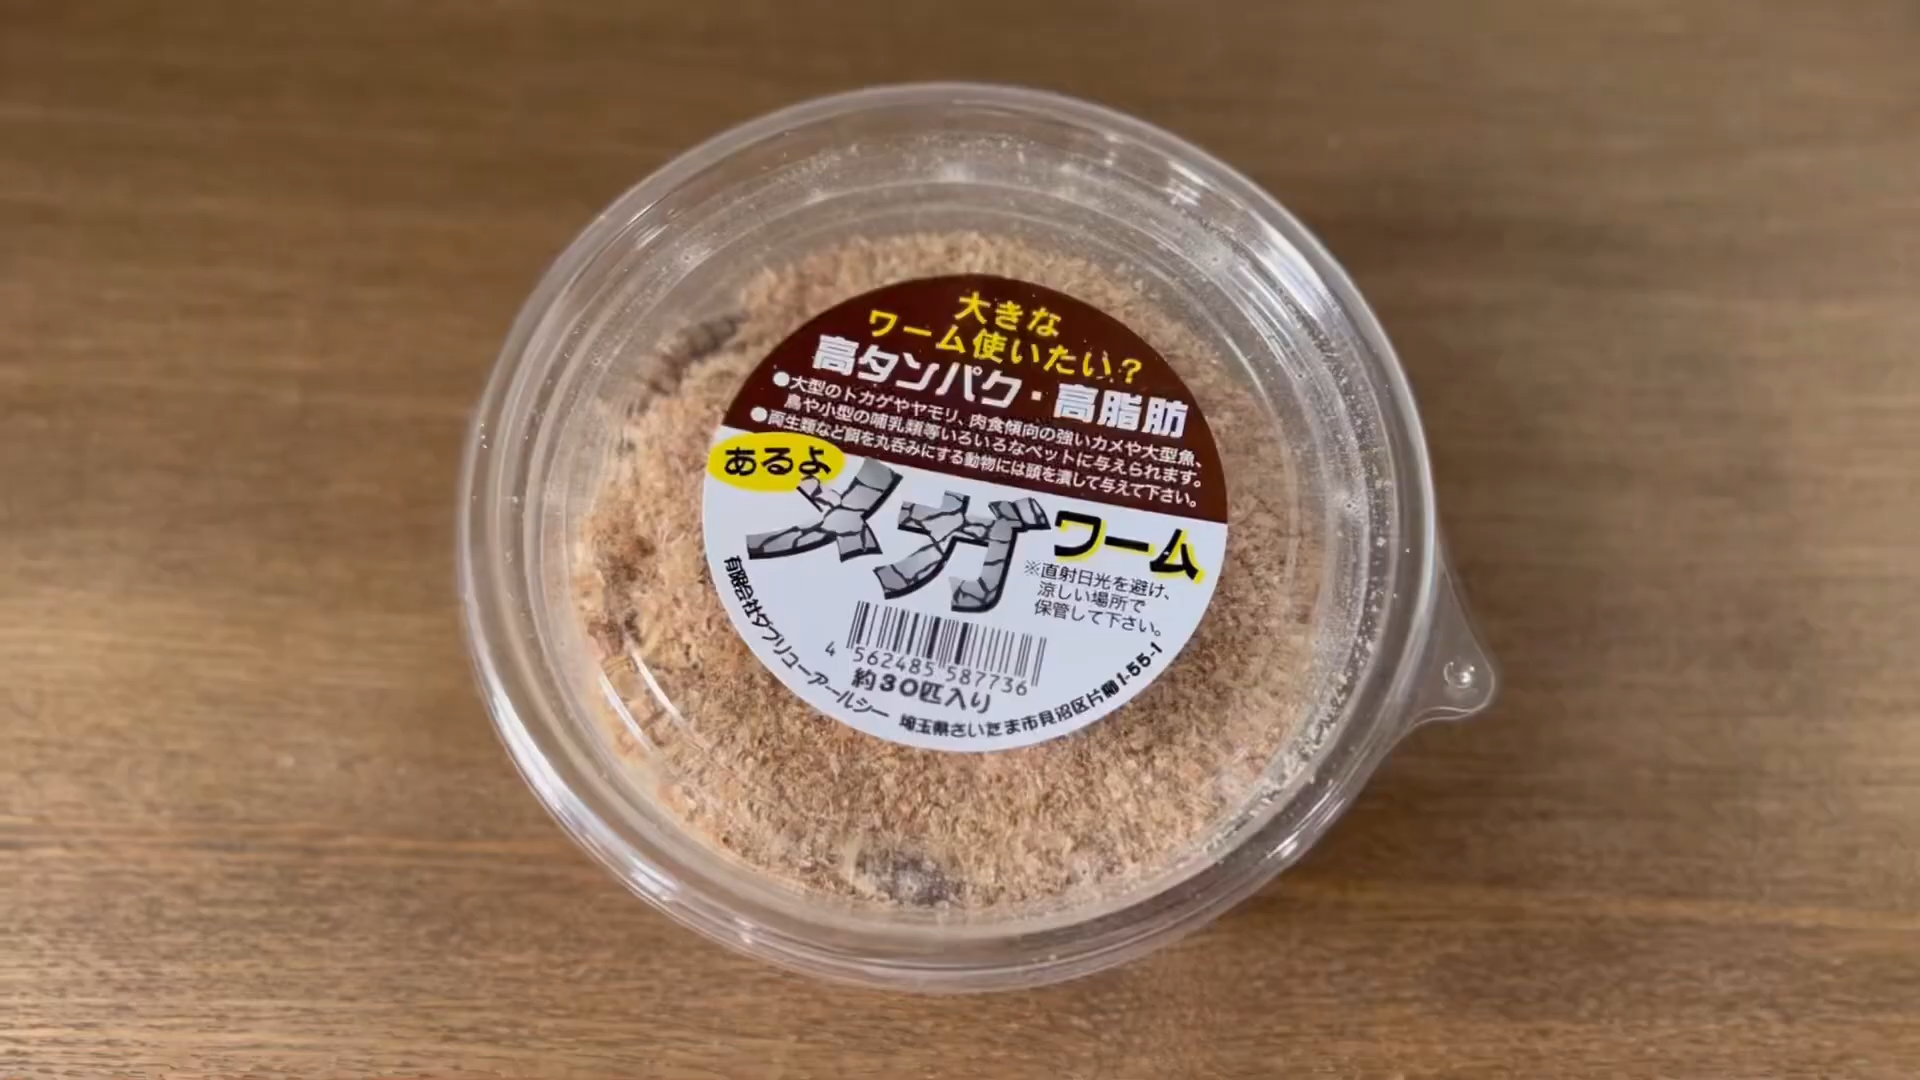 大きな
ワーム使いたい?
高タンパク・高脂肪
●大型のトカゲやヤモリ、肉食傾向の強いカメや大型魚、
鳥や小型の哺乳類等いろいろなペットに与えられます。
●両生類など餌を丸呑みにする動物には頭を潰して与えて下さい。
あるよ
メガワーム
※直射日光を避け、
涼しい場所で
保管して下さい。
4 562485 587736
約30匹入り
有限会社ダブリューアールシー 埼玉県さいたま市見沼区片柳1-55-1